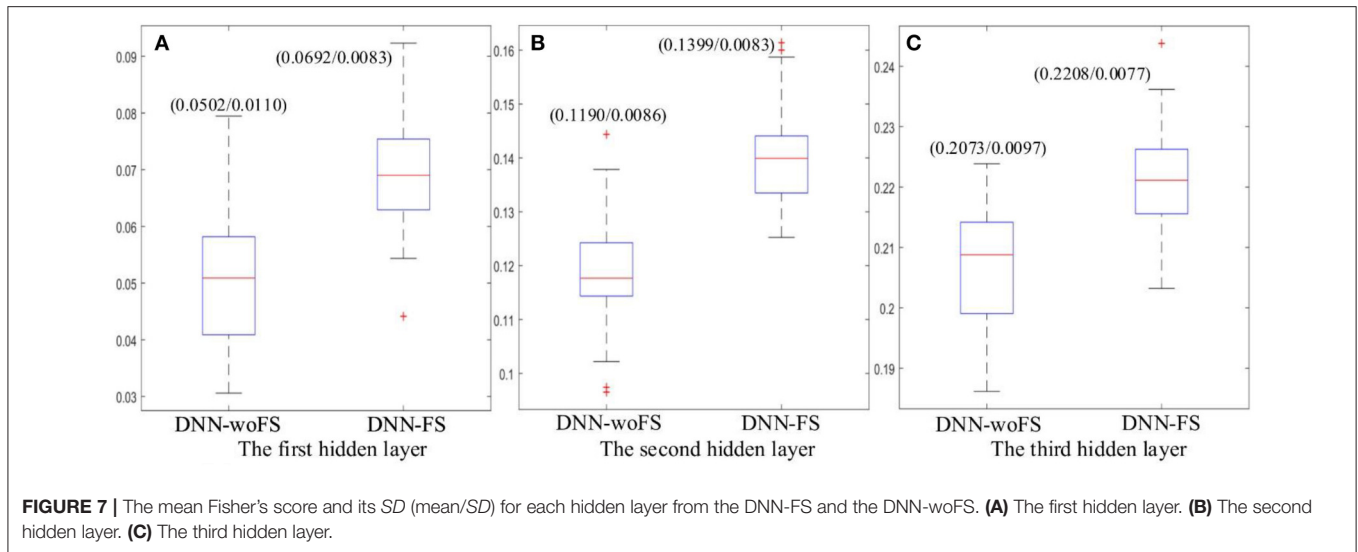 A
0.09
0.08
0.07
0.06
0.05
0.04
0.03
(0.0502/0.0110)
(0.0692/0.0083)
DNN-woFS DNN-FS
The first hidden layer
B
0.16
0.15
0.14
0.13
0.12
0.11
0.1
(0.1190/0.0086)
(0.1399/0.0083)
DNN-woFS DNN-FS
The second hidden layer
C
0.24
0.23
0.22
0.21
0.2
0.19
(0.2073/0.0097)
(0.2208/0.0077)
DNN-woFS DNN-FS
The third hidden layer
FIGURE 7 | The mean Fisher's score and its SD (mean/SD) for each hidden layer from the DNN-FS and the DNN-woFS. (A) The first hidden layer. (B) The second
hidden layer. (C) The third hidden layer.